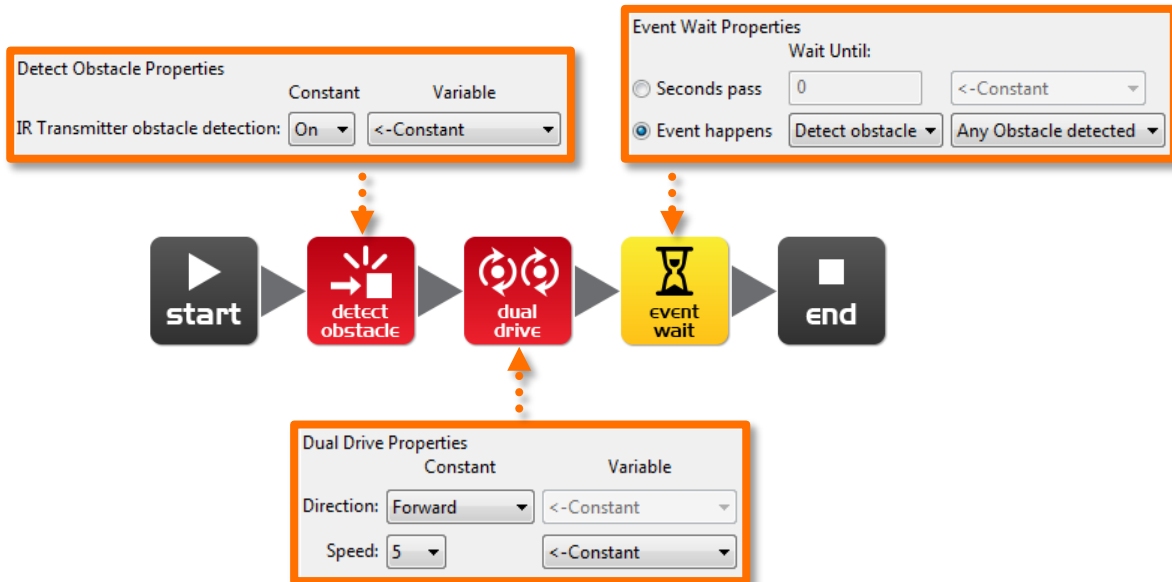 Detect Obstacle Properties
Constant Variable
IR Transmitter obstacle detection: On <-Constant
Event Wait Properties
Wait Until:
Seconds pass 0 <-Constant
Event happens Detect obstacle Any Obstacle detected
start
detect
obstacle
dual
drive
event
wait
end
Dual Drive Properties
Constant Variable
Direction: Forward <-Constant
Speed: 5 <-Constant